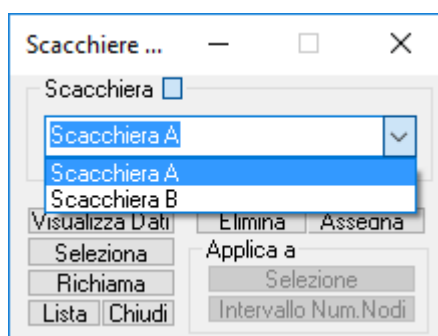 Scacchiere ...
Scacchiera
Scacchiera A
Scacchiera A
Scacchiera B
Visualizza Dati Elimina Assegna
Seleziona Applica a
Richiama Selezione
Lista Chiudi Intervallo Num.Nodi